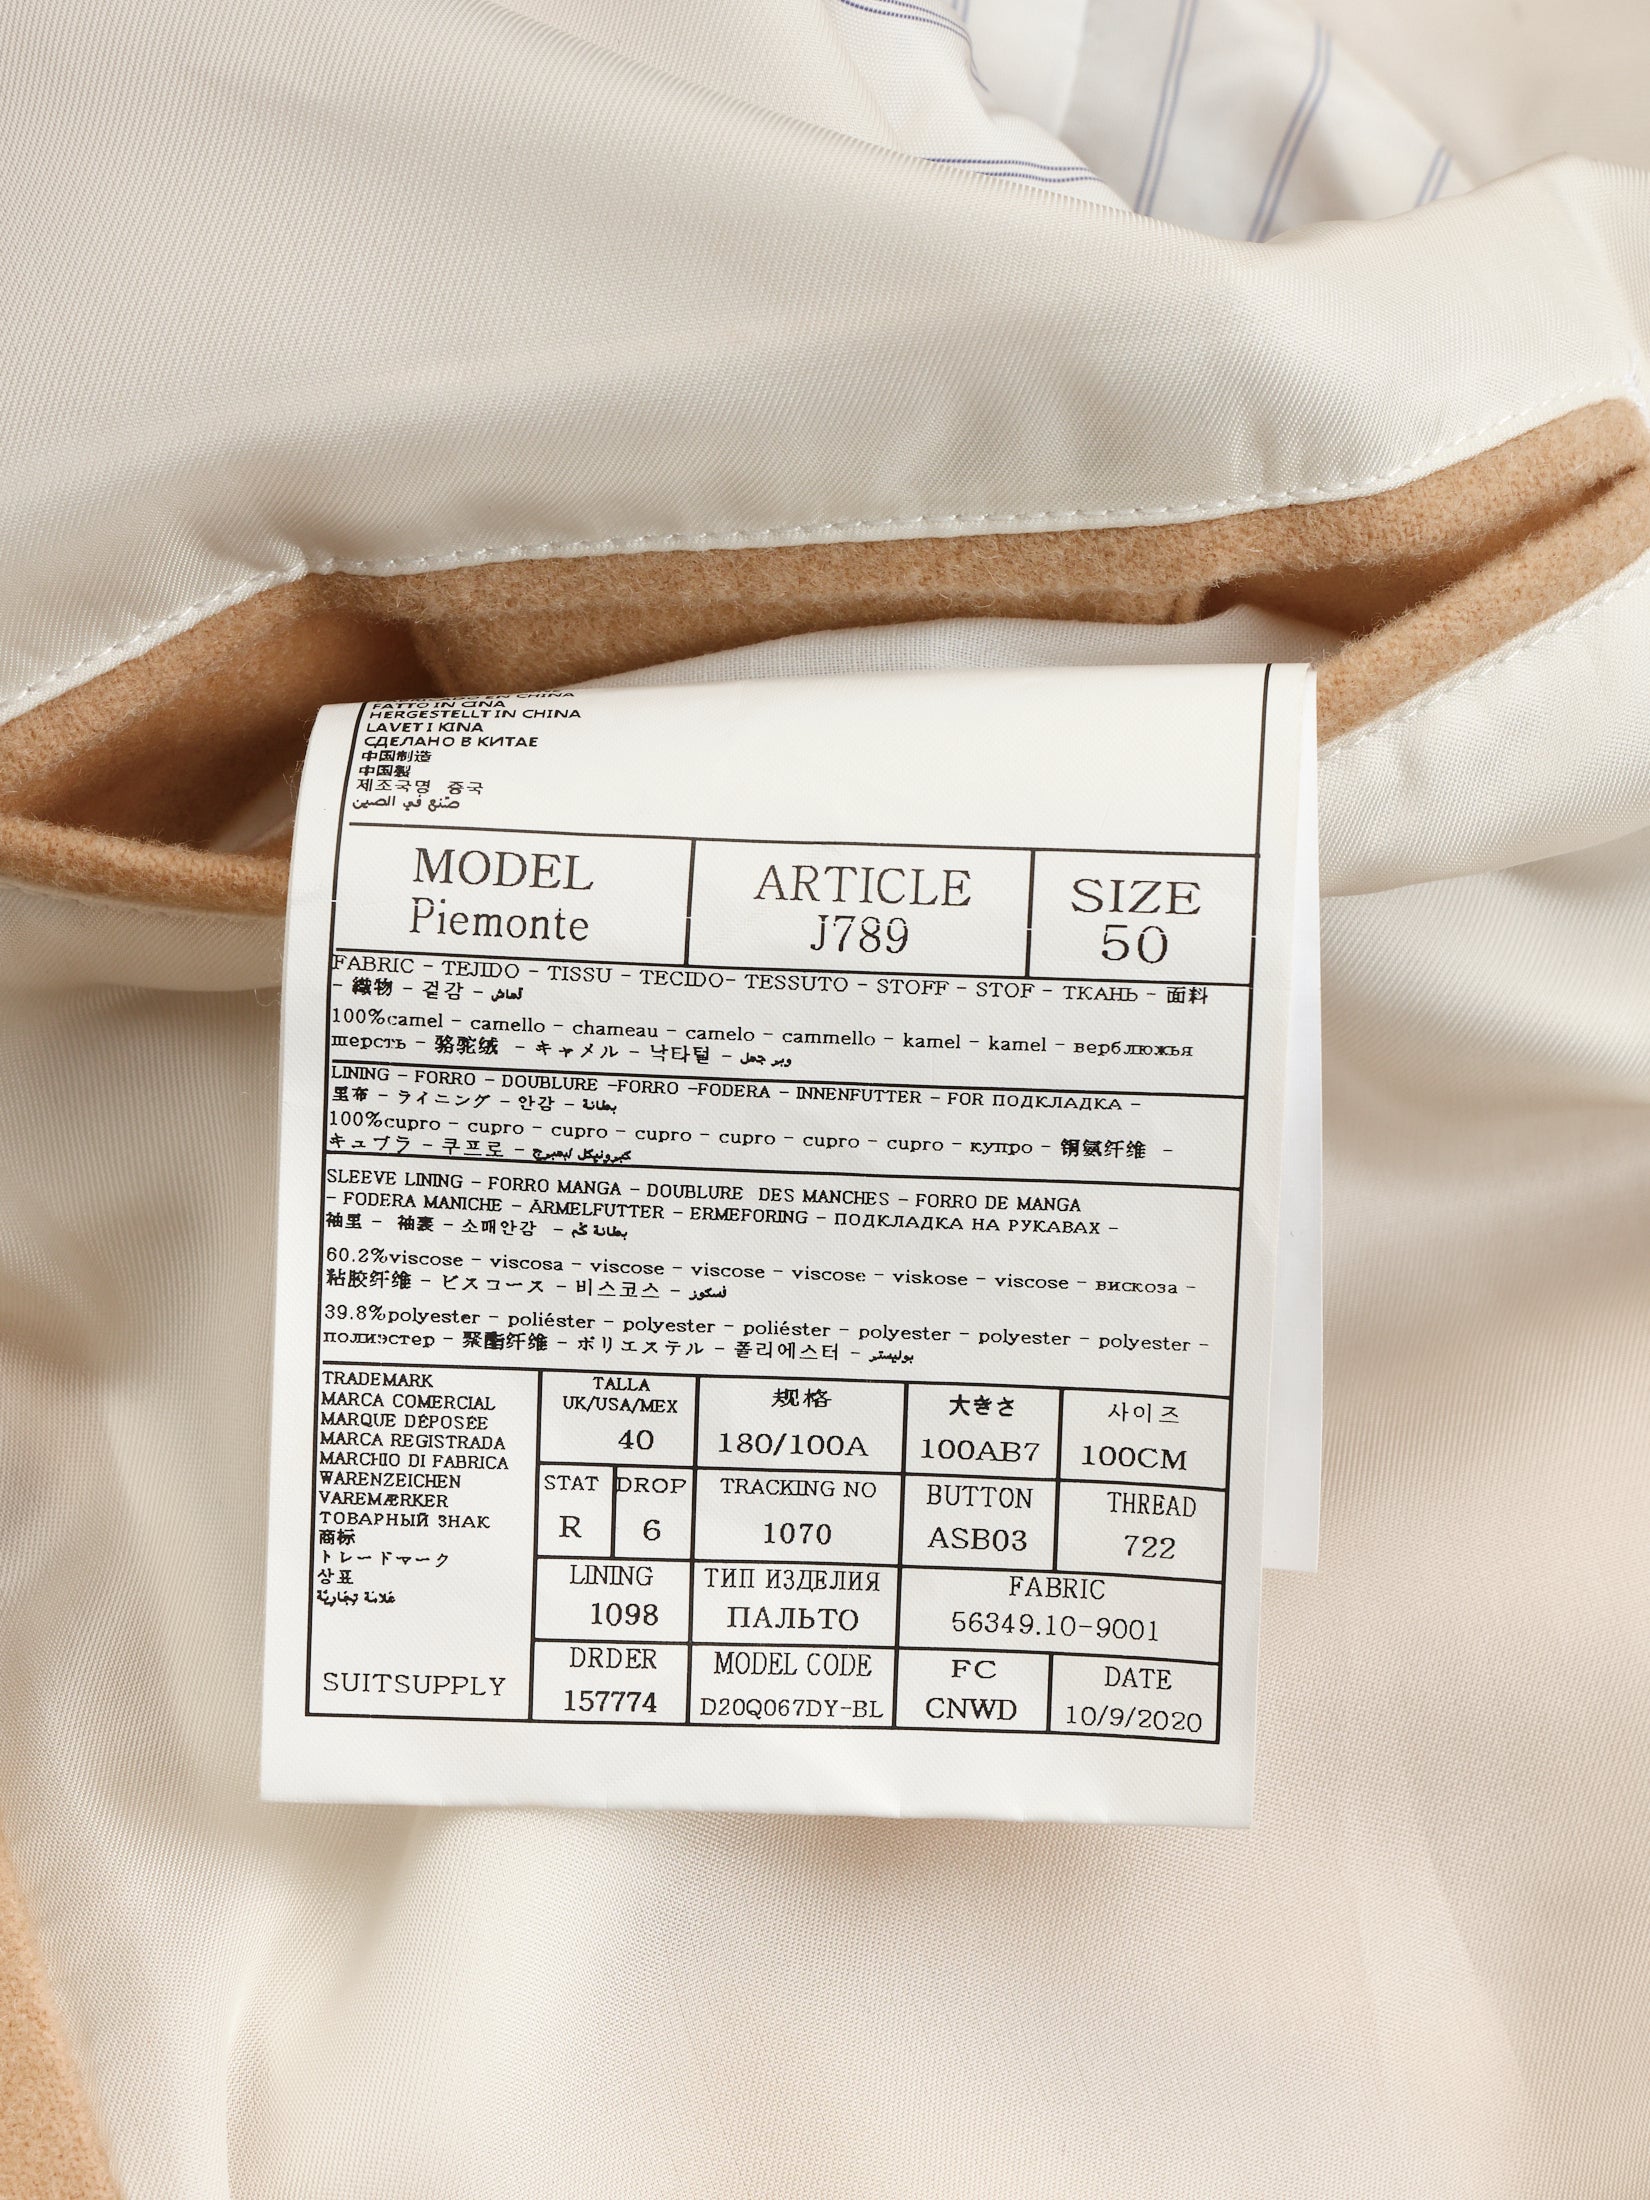 FATTO IN CINA
HERGESTELLT IN CHINA
LAVET I KINA
СДЕЛАНО В КИТАЕ
中国制造
中国製
제조국명 중국
صنع في الصين
MODEL
Piemonte
ARTICLE
J789
SIZE
50
FABRIC - TEJIDO - TISSU - TECIDO- TESSUTO - STOFF - STOF - ТКАНЬ - 面料
- 織物 - 겉감 - قماش
100%camel - camello - chameau - camelo - cammello - kamel - kamel - верблюжья
шерсть - 骆驼绒 - キャメル - 낙타털 - وبر جمل
LINING - FORRO - DOUBLURE -FORRO -FODERA - INNENFUTTER - FOR ПОДКЛАДКА -
里布 - ライニング - 안감 - بطانة
100%cupro - cupro - cupro - cupro - cupro - cupro - cupro - купро - 铜氨纤维 -
キュプラ - 쿠프로 -
SLEEVE LINING - FORRO MANGA - DOUBLURE DES MANCHES - FORRO DE MANGA
- FODERA MANICHE - ÄRMELFUTTER - ERMEFORING - ПОДКЛАДКА НА РУКАВАХ -
袖里 - 袖裏 - 소매안감 - بطانة كم
60.2%viscose - viscosa - viscose - viscose - viscose - viskose - viscose - вискоза -
粘胶纤维 - ビスコース - 비스코스 - فسكوز
39.8%polyester - poliéster - polyester - poliéster - polyester - polyester - polyester -
полиэстер - 聚酯纤维 - ポリエステル - 폴리에스터 - بوليستر
TRADEMARK
MARCA COMERCIAL
MARQUE DÉPOSÉE
MARCA REGISTRADA
MARCHIO DI FABRICA
WARENZEICHEN
VAREMÆRKER
ТОВАРНЫЙ ЗНАК
商标
トレードマーク
상표
علامة تجارية
SUITSUPPLY
TALLA
UK/USA/MEX
40
规格
180/100A
大きさ
100AB7
사이즈
100CM
STAT
R
DROP
6
TRACKING NO
1070
BUTTON
ASB03
THREAD
722
LINING
1098
ТИП ИЗДЕЛИЯ
ПАЛЬТО
FABRIC
56349.10-9001
DRDER
157774
MODEL CODE
D20Q067DY-BL
FC
CNWD
DATE
10/9/2020